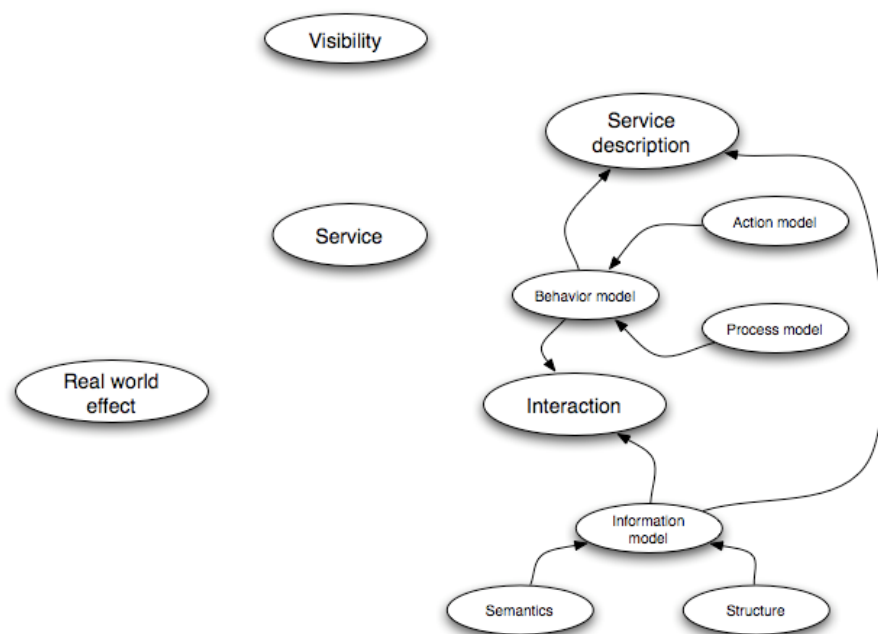 Visibility
Service
description
Action model
Service
Behavior model
Process model
Real world
effect
Interaction
Information
model
Semantics
Structure